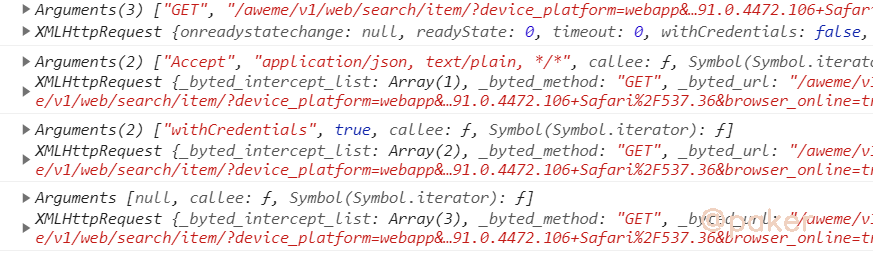 Arguments(3) ["GET", "/aweme/v1/web/search/item/?device_platform=webapp&…91.0.4472.106+Safari
XMLHttpRequest {onreadystatechange: null, readyState: 0, timeout: 0, withCredentials: false,
Arguments(2) ["Accept", "application/json, text/plain, */*", callee: ƒ, Symbol(Symbol.iterato
XMLHttpRequest {_byted_intercept_list: Array(1), _byted_method: "GET", _byted_url: "/aweme/v1
e/v1/web/search/item/?device_platform=webapp&…91.0.4472.106+Safari%2F537.36&browser_online=tr
Arguments(2) ["withCredentials", true, callee: ƒ, Symbol(Symbol.iterator): ƒ]
XMLHttpRequest {_byted_intercept_list: Array(2), _byted_method: "GET", _byted_url: "/aweme/v1
e/v1/web/search/item/?device_platform=webapp&…91.0.4472.106+Safari%2F537.36&browser_online=tr
Arguments [null, callee: ƒ, Symbol(Symbol.iterator): ƒ]
XMLHttpRequest {_byted_intercept_list: Array(3), _byted_method: "GET", _byted_url: "/aweme/v1
e/v1/web/search/item/?device_platform=webapp&…91.0.4472.106+Safari%2F537.36&browser_online=tr
@paker